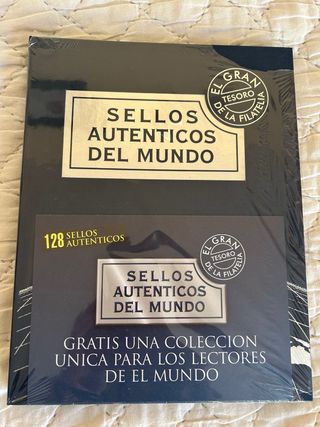 EL GRAN
TESORO
DE LA FILATELIA
SELLOS
AUTENTICOS
DEL MUNDO
128 SELLOS
AUTENTICOS
EL GRAN
TESORO
DE LA FILATELIA
SELLOS
AUTENTICOS
DEL MUNDO
GRATIS UNA COLECCION
UNICA PARA LOS LECTORES
DE EL MUNDO